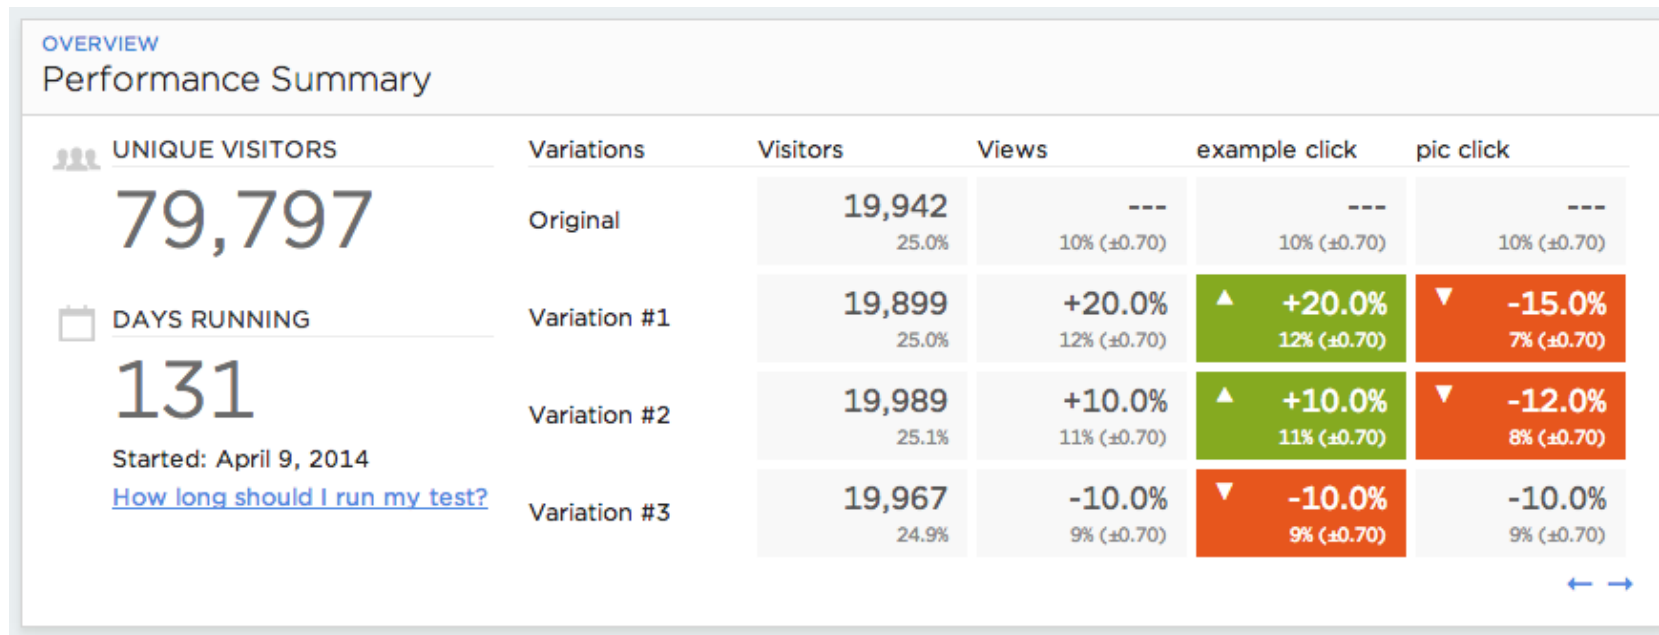 OVERVIEW
Performance Summary
UNIQUE VISITORS
79,797
DAYS RUNNING
131
Started: April 9, 2014
How long should I run my test?
Variations Visitors Views example click pic click
Original 19,942 --- --- ---
25.0% 10% (±0.70) 10% (±0.70) 10% (±0.70)
Variation #1 19,899 +20.0% ▲ +20.0% ▼ -15.0%
25.0% 12% (±0.70) 12% (±0.70) 7% (±0.70)
Variation #2 19,989 +10.0% ▲ +10.0% ▼ -12.0%
25.1% 11% (±0.70) 11% (±0.70) 8% (±0.70)
Variation #3 19,967 -10.0% ▼ -10.0% -10.0%
24.9% 9% (±0.70) 9% (±0.70) 9% (±0.70)
← →